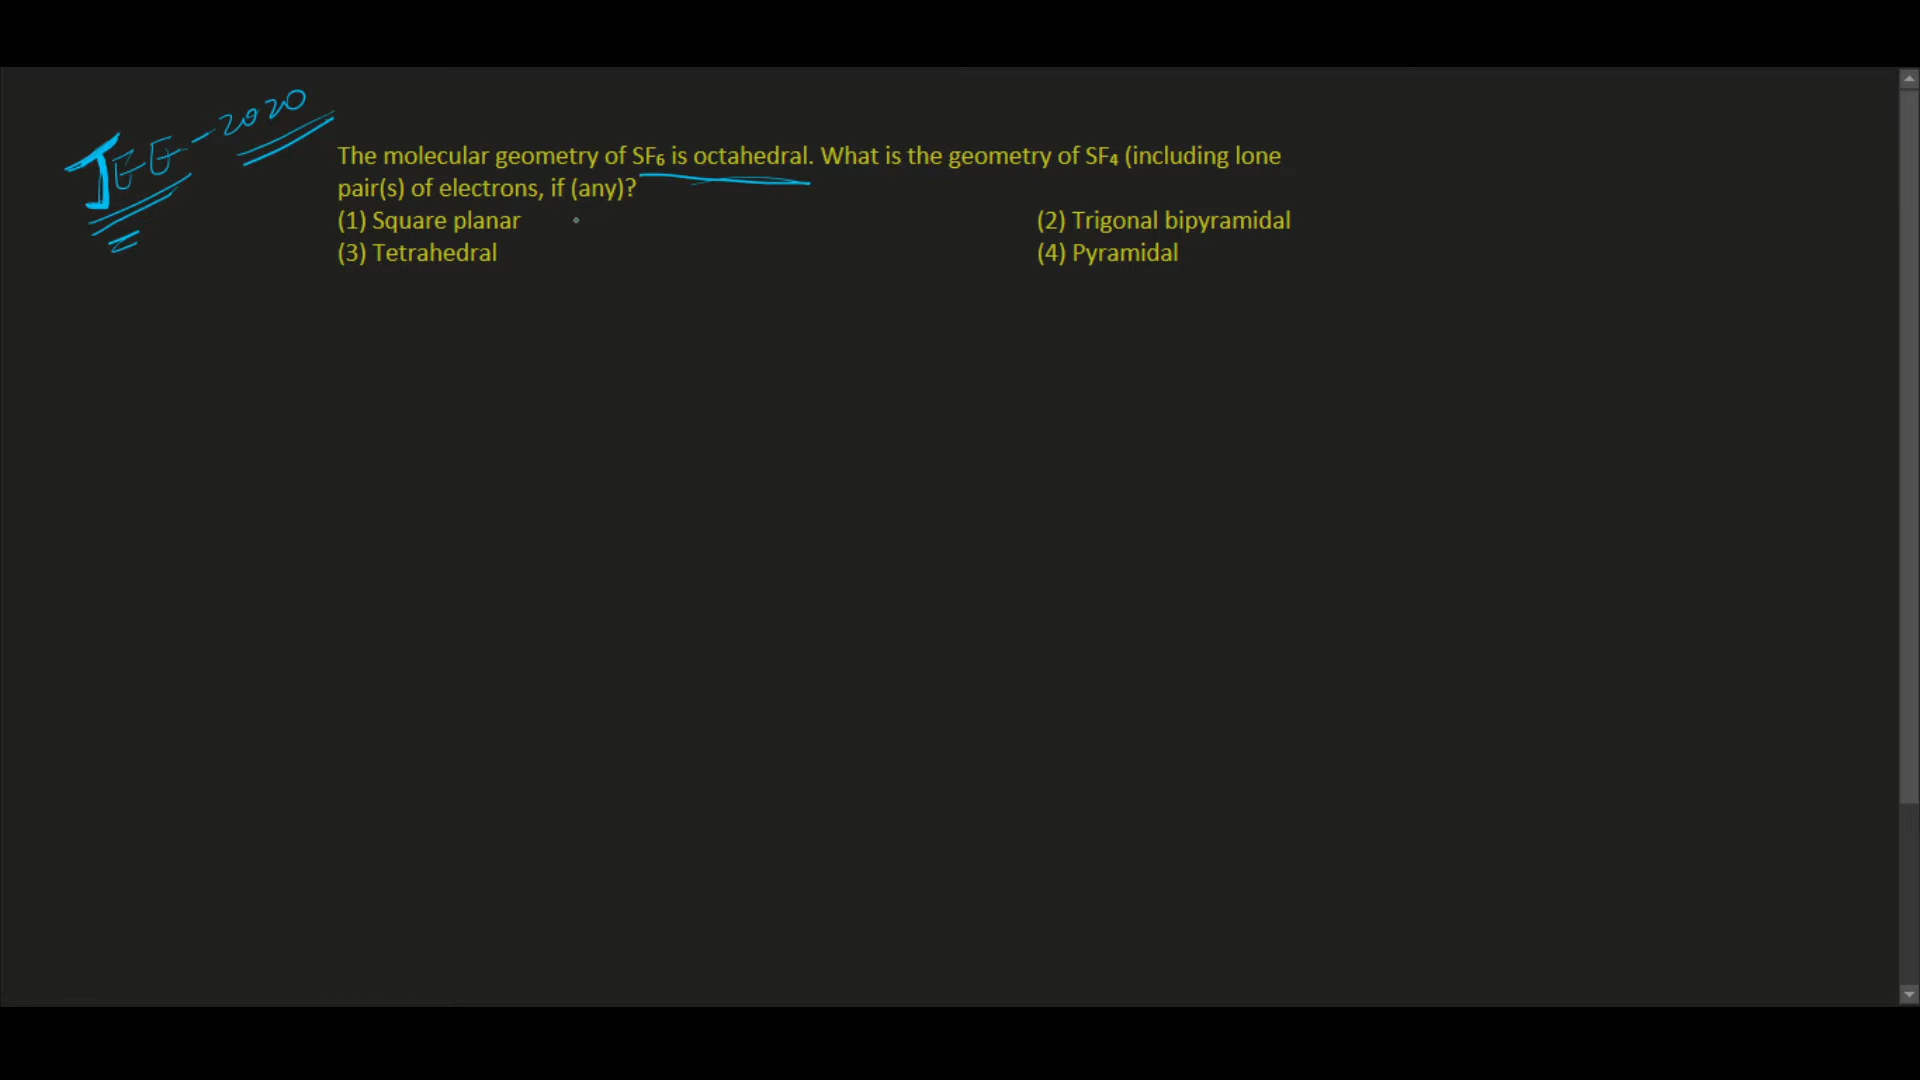 JEE-2020
The molecular geometry of SF₆ is octahedral. What is the geometry of SF₄ (including lone
pair(s) of electrons, if (any)?
(1) Square planar (2) Trigonal bipyramidal
(3) Tetrahedral (4) Pyramidal